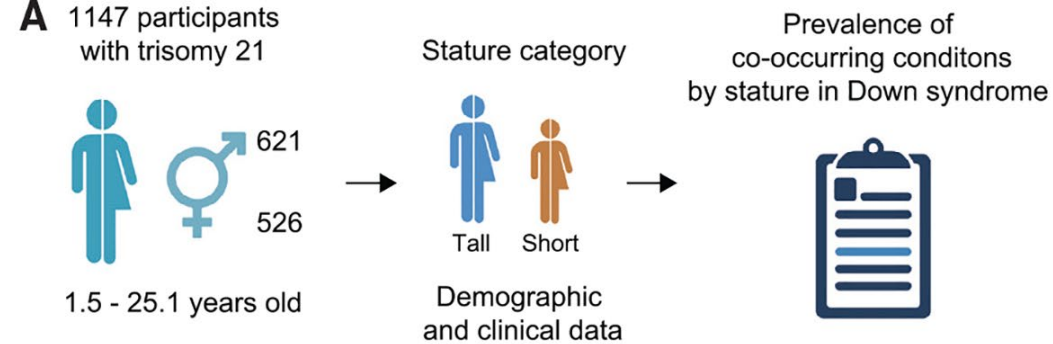 A
1147 participants
with trisomy 21
621
526
1.5 - 25.1 years old
Stature category
Tall
Short
Demographic
and clinical data
Prevalence of
co-occurring conditons
by stature in Down syndrome